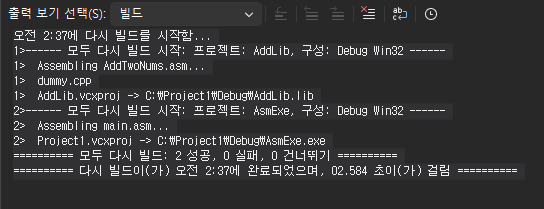 출력 보기 선택(S): 빌드
오전 2:37에 다시 빌드를 시작함...
1>------ 모두 다시 빌드 시작: 프로젝트: AddLib, 구성: Debug Win32 ------
1>  Assembling AddTwoNums.asm...
1>  dummy.cpp
1>  AddLib.vcxproj -> C:₩Project1₩Debug₩AddLib.lib
2>------ 모두 다시 빌드 시작: 프로젝트: AsmExe, 구성: Debug Win32 ------
2>  Assembling main.asm...
2>  Project1.vcxproj -> C:₩Project1₩Debug₩AsmExe.exe
========== 모두 다시 빌드: 2 성공, 0 실패, 0 건너뛰기 ==========
========== 다시 빌드이(가) 오전 2:37에 완료되었으며, 02.584 초이(가) 걸림 ==========